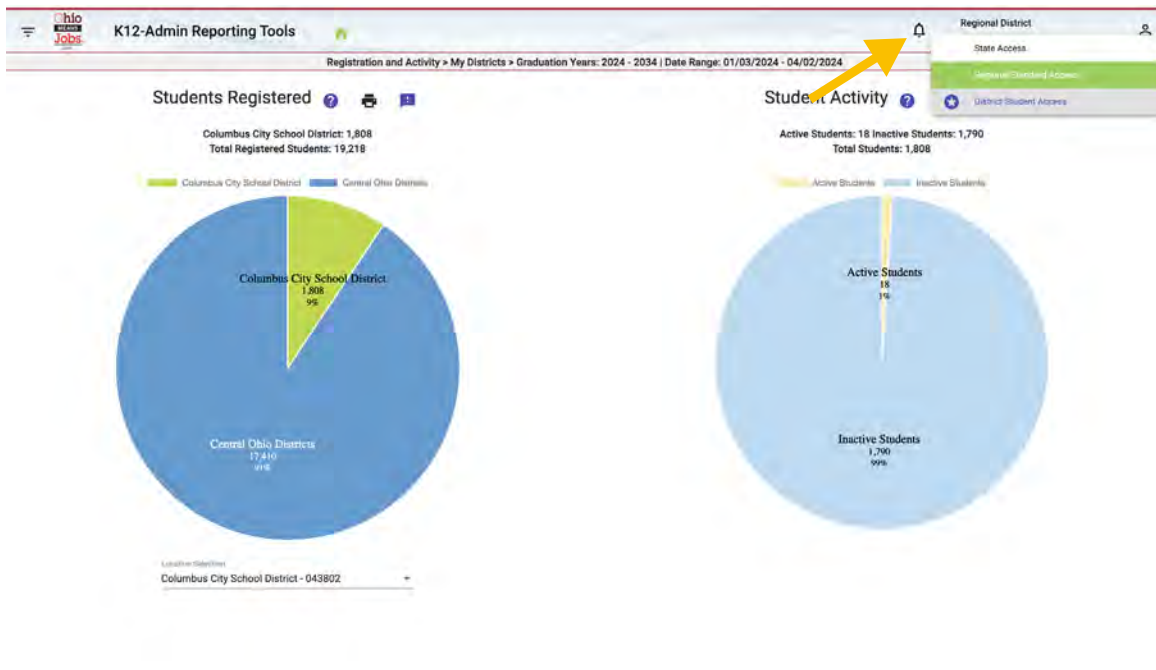 Ohio
MEANS
Jobs
K12-Admin Reporting Tools
Regional District
State Access
Regional Standard Access
District Student Access
Registration and Activity > My Districts > Graduation Years: 2024 - 2034 | Date Range: 01/03/2024 - 04/02/2024
Students Registered
Columbus City School District: 1,808
Total Registered Students: 19,218
Columbus City School District
Central Ohio Districts
Columbus City School District
1,808
9%
Central Ohio Districts
17,410
91%
Location Selection
Columbus City School District - 043802
Student Activity
Active Students: 18 Inactive Students: 1,790
Total Students: 1,808
Active Students
Inactive Students
Active Students
18
1%
Inactive Students
1,790
99%